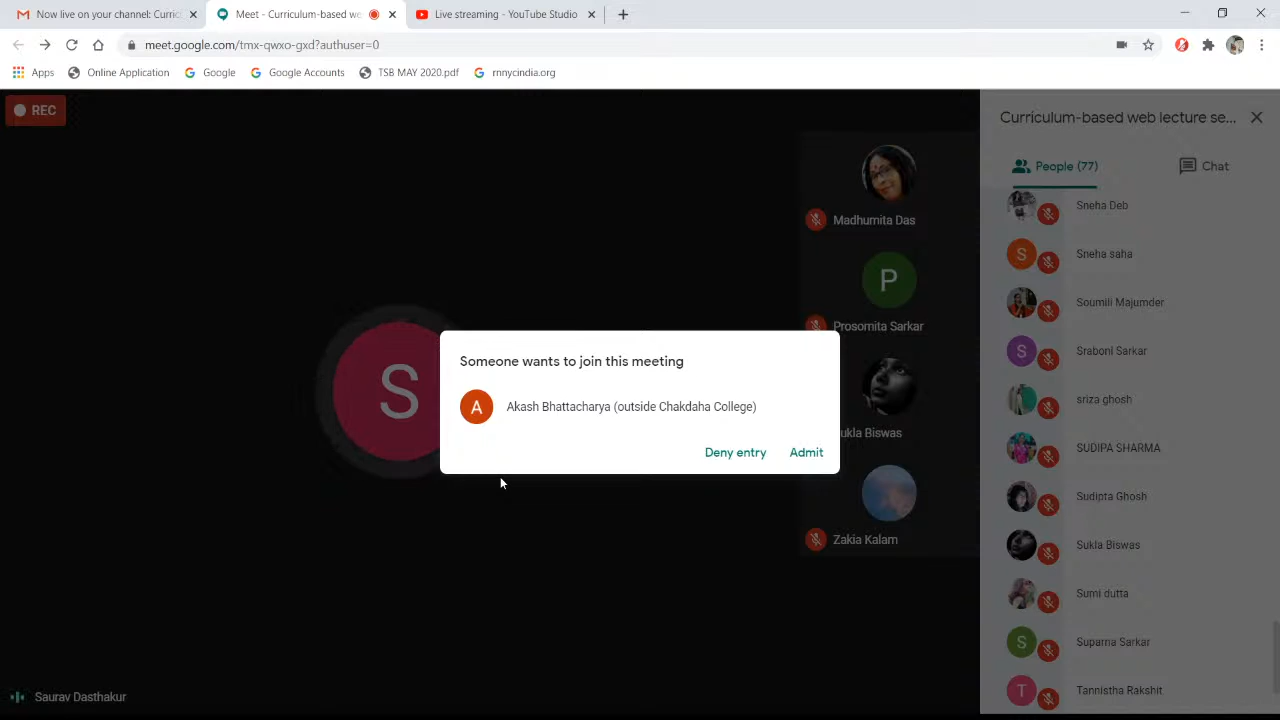 Now live on your channel: Curric
Meet - Curriculum-based we
Live streaming - YouTube Studio
meet.google.com/tmx-qwxo-gxd?authuser=0
Apps
Online Application
Google
Google Accounts
TSB MAY 2020.pdf
rnnycindia.org
REC
Curriculum-based web lecture se...
People (77)
Chat
Madhumita Das
P
Prosomita Sarkar
ukla Biswas
Zakia Kalam
S
Saurav Dasthakur
Someone wants to join this meeting
A
Akash Bhattacharya (outside Chakdaha College)
Deny entry
Admit
Sneha Deb
S
Sneha saha
Soumili Majumder
S
Sraboni Sarkar
sriza ghosh
SUDIPA SHARMA
Sudipta Ghosh
Sukla Biswas
Sumi dutta
S
Suparna Sarkar
T
Tannistha Rakshit